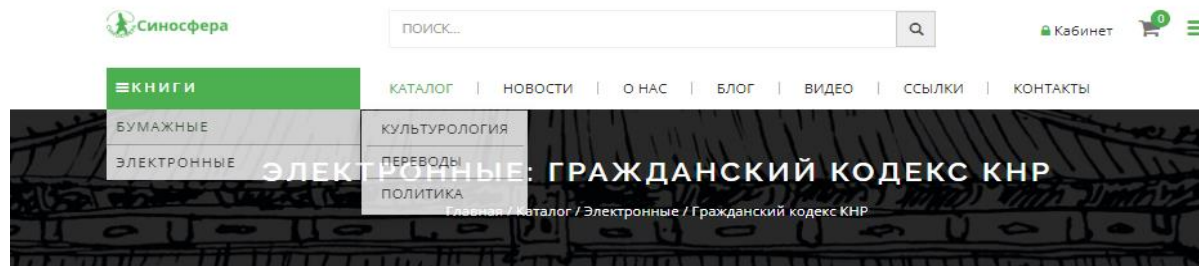 Синосфера
ПОИСК...
Кабинет
0
КНИГИ
КАТАЛОГ | НОВОСТИ | О НАС | БЛОГ | ВИДЕО | ССЫЛКИ | КОНТАКТЫ
БУМАЖНЫЕ
ЭЛЕКТРОННЫЕ
КУЛЬТУРОЛОГИЯ
ПЕРЕВОДЫ
ПОЛИТИКА
ЭЛЕКТРОННЫЕ: ГРАЖДАНСКИЙ КОДЕКС КНР
Главная / Каталог / Электронные / Гражданский кодекс КНР